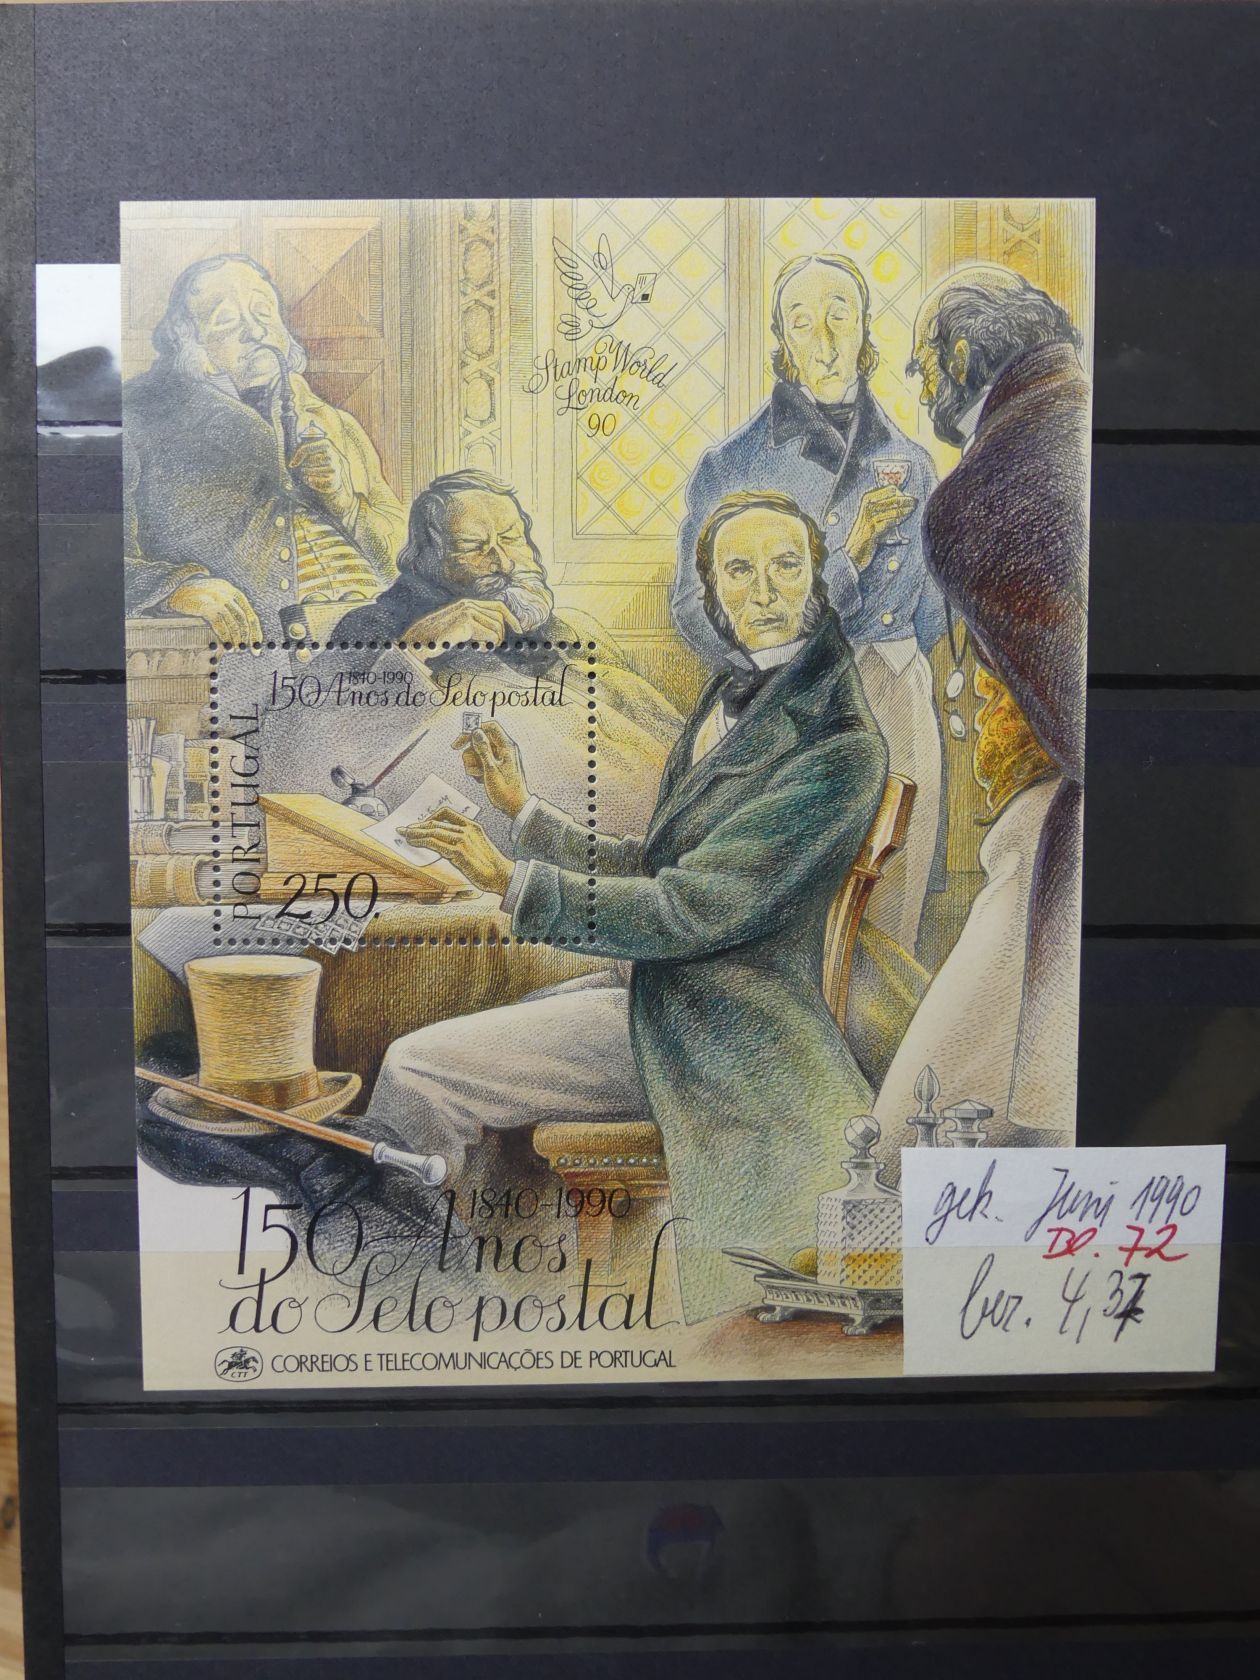 Stamp World
London
90
1840-1990
150 Anos do Selo postal
PORTUGAL
250.
1840-1990
150 Anos
do Selo postal
CTT
CORREIOS E TELECOMUNICAÇÕES DE PORTUGAL
gek. Juni 1990
Bl. 72
ber. 4,37